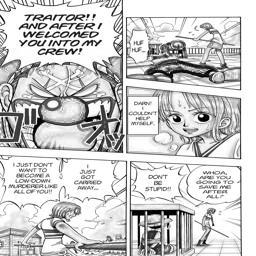 HUF
HUF...
DARN!
I
COULDN'T
HELP
MYSELF.
TRAITOR!!
AND AFTER I
WELCOMED
YOU INTO MY
CREW!
WHOA,
ARE YOU
GOING TO
SAVE ME
AFTER
ALL?
DON'T
BE
STUPID!!
I
JUST
GOT
CARRIED
AWAY...
I JUST DON'T
WANT TO
BECOME A
LOW-DOWN
MURDERER LIKE
ALL OF YOU!!